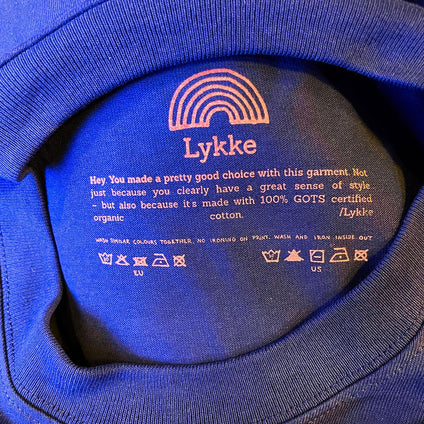 Lykke
Hey. You made a pretty good choice with this garment. Not
just because you clearly have a great sense of style
- but also because its made with 100% GOTS certified
organic cotton. /Lykke
WASH SIMILAR COLOURS TOGETHER, NO IRONING ON PRINT. WASH AND IRON INSIDE OUT
EU
US